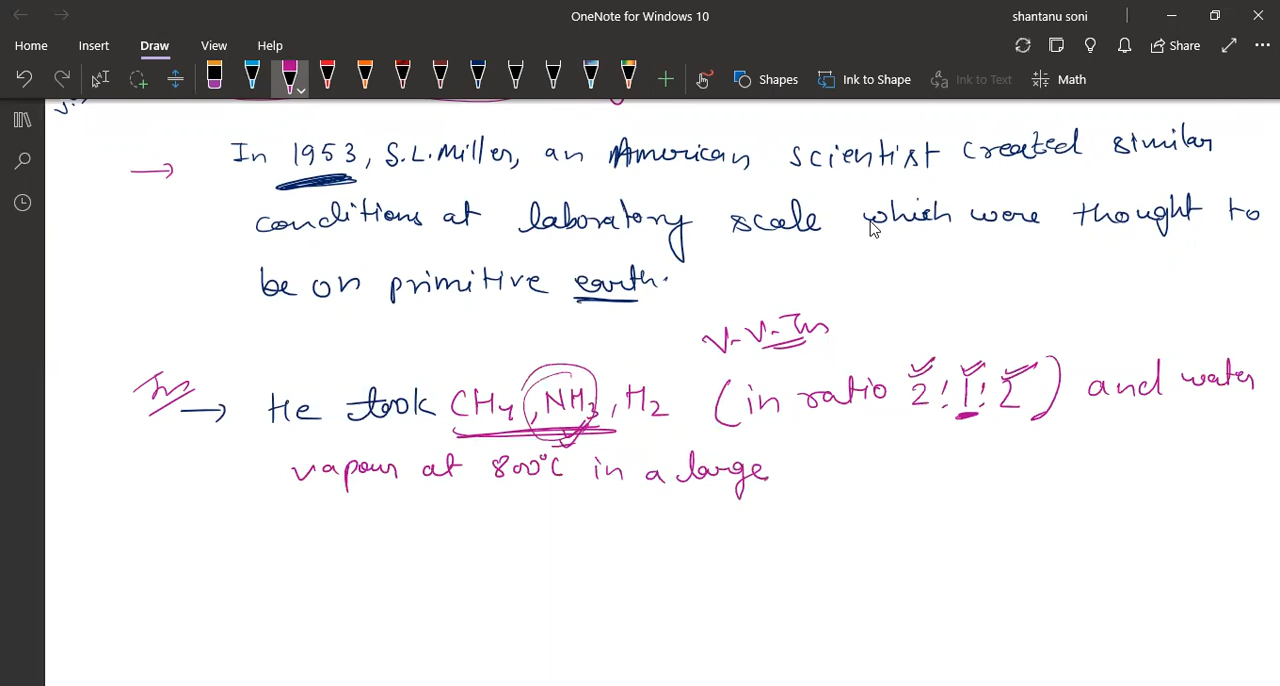 OneNote for Windows 10
shantanu soni
Home Insert Draw View Help
Share
Shapes
Ink to Shape
Ink to Text
Math
In 1953, S.L. Miller, an American scientist created similar
conditions at laboratory scale which were thought to
be on primitive earth.
V.V. Ims
He took CH4, NH3, H2 (in ratio 2:1:2) and water
vapour at 800°C in a large